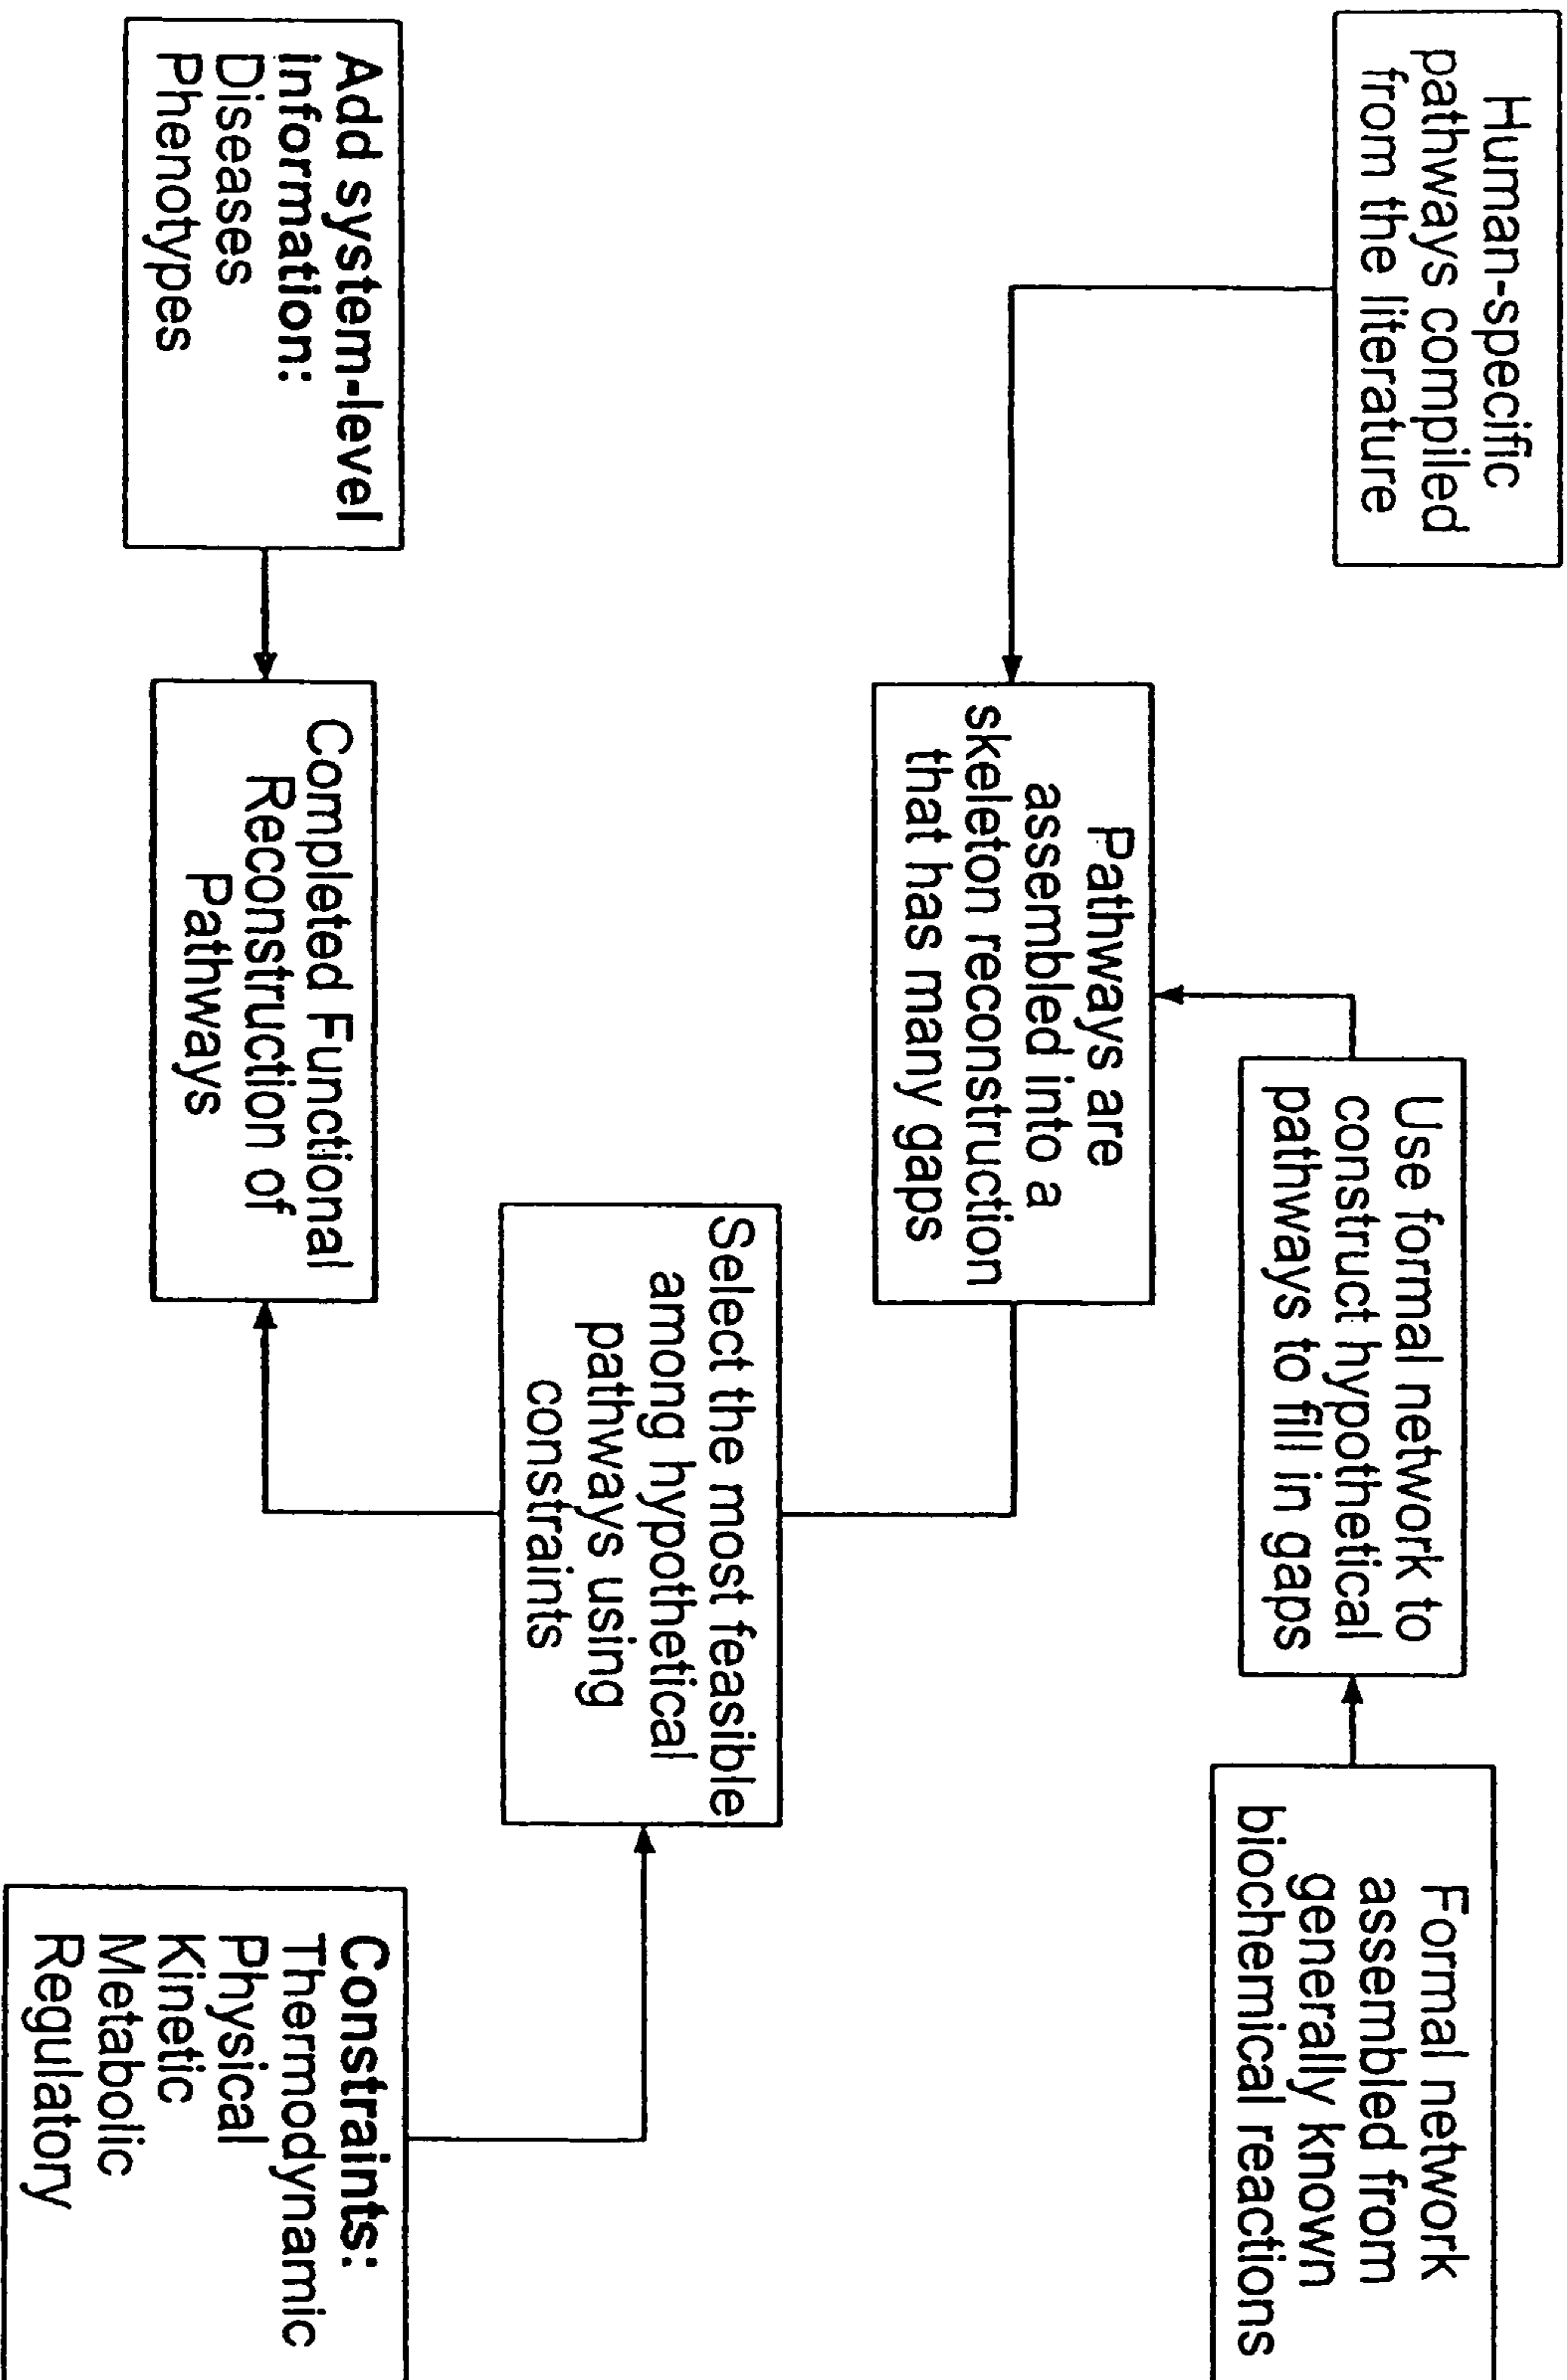 Human-specific
pathways compiled
from the literature
Use formal network to
construct hypothetical
pathways to fill in gaps
Formal network
assembled from
generally known
biochemical reactions
Pathways are
assembled into a
skeleton reconstruction
that has many gaps
Select the most feasible
among hypothetical
pathways using
constraints
Add system-level
information:
Diseases
Phenotypes
Completed Functional
Reconstruction of
Pathways
Constraints:
Thermodynamic
Physical
Kinetic
Metabolic
Regulatory